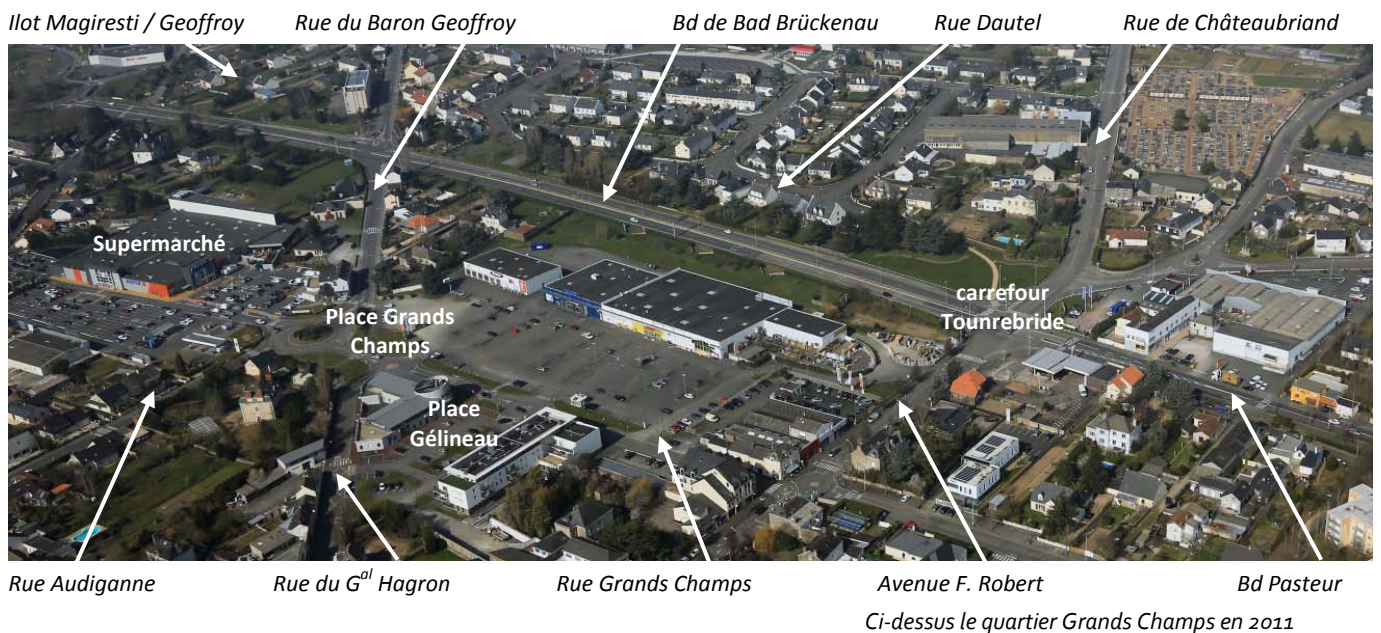 Ilot Magiresti / Geoffroy Rue du Baron Geoffroy Bd de Bad Brückenau Rue Dautel Rue de Châteaubriand
Supermarché
Place Grands
Champs
carrefour
Tounrebride
Place
Gélineau
Rue Audiganne Rue du Gal Hagron Rue Grands Champs Avenue F. Robert Bd Pasteur
Ci-dessus le quartier Grands Champs en 2011